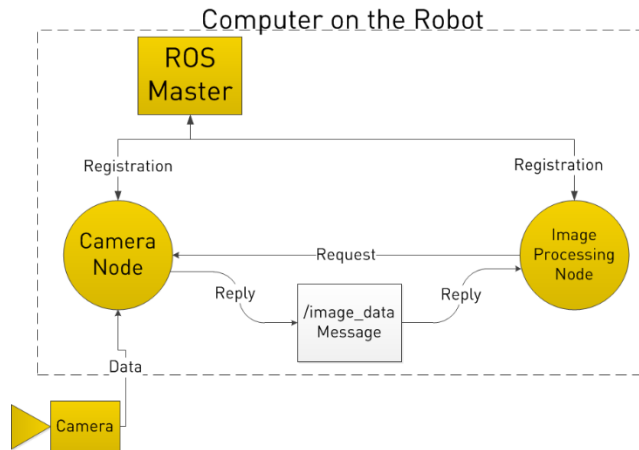 Computer on the Robot
ROS
Master
Registration
Registration
Camera
Node
Image
Processing
Node
Request
Reply
/image_data
Message
Reply
Data
Camera